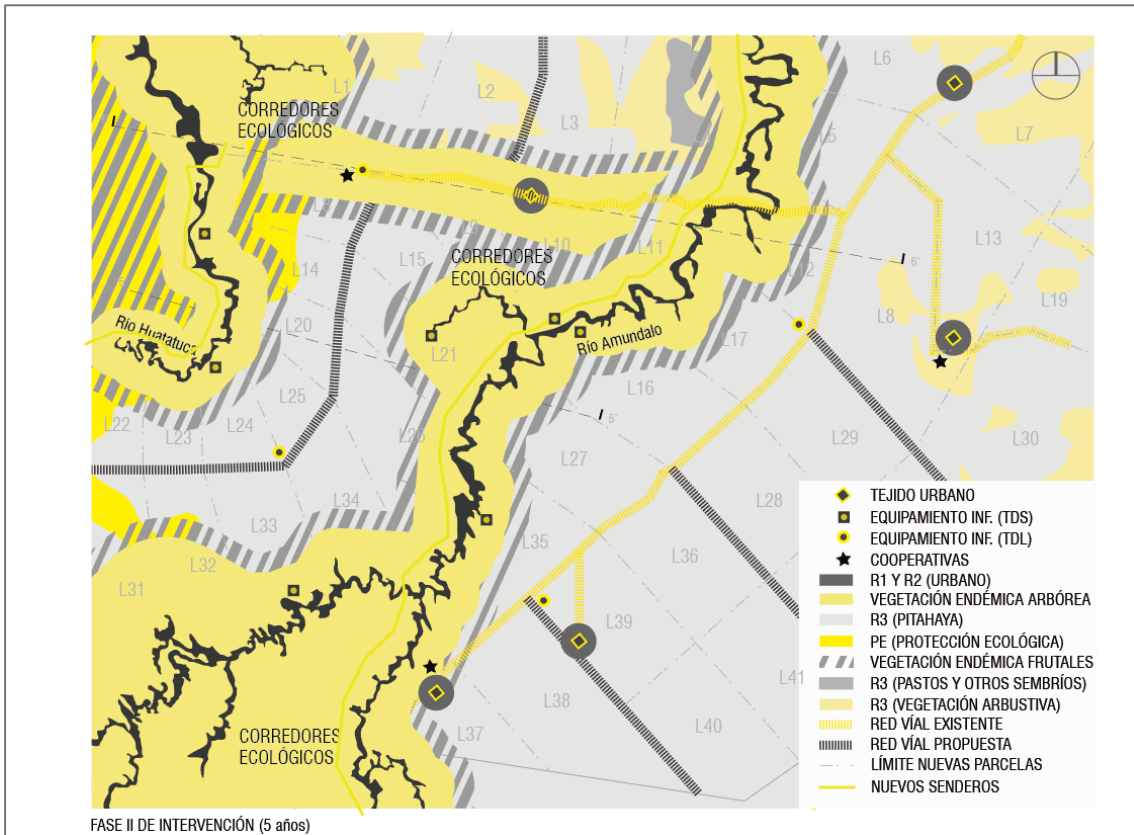 L1
L2
L3
L5
L6
L7
CORREDORES
ECOLÓGICOS
L9
L10
L11
L12
L13
L14
L15
CORREDORES
ECOLÓGICOS
I 6'
L8
L19
L20
Río Huatatuca
L21
Río Amundalo
L17
L16
I 5'
L22
L23
L24
L25
L26
L27
L28
L29
L30
L31
L32
L33
L34
L35
L36
L37
L38
L39
L40
L41
CORREDORES
ECOLÓGICOS
TEJIDO URBANO
EQUIPAMIENTO INF. (TDS)
EQUIPAMIENTO INF. (TDL)
COOPERATIVAS
R1 Y R2 (URBANO)
VEGETACIÓN ENDÉMICA ARBÓREA
R3 (PITAHAYA)
PE (PROTECCIÓN ECOLÓGICA)
VEGETACIÓN ENDÉMICA FRUTALES
R3 (PASTOS Y OTROS SEMBRÍOS)
R3 (VEGETACIÓN ARBUSTIVA)
RED VÍAL EXISTENTE
RED VÍAL PROPUESTA
LÍMITE NUEVAS PARCELAS
NUEVOS SENDEROS
FASE II DE INTERVENCIÓN (5 años)